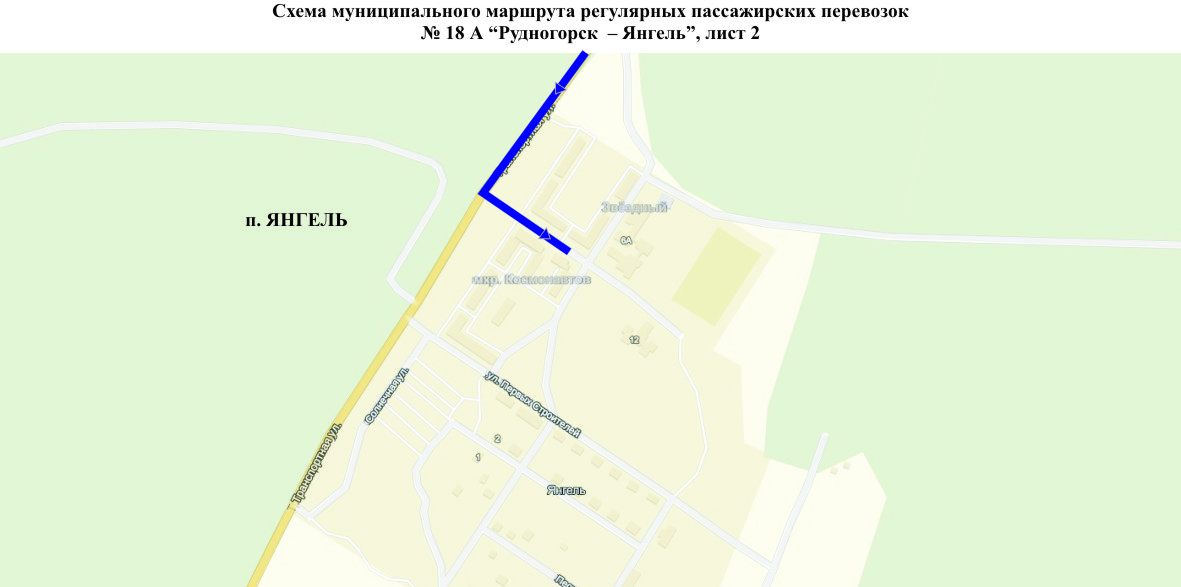 Схема муниципального маршрута регулярных пассажирских перевозок
№ 18 А “Рудногорск – Янгель”, лист 2
Звёздный
п. ЯНГЕЛЬ
6А
мкр. Космонавтов
12
Солнечная ул.
ул. Первых Строителей
2
1
Транспортная ул.
Янгель